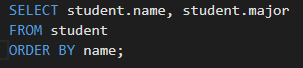 SELECT student.name, student.major
FROM student
ORDER BY name;